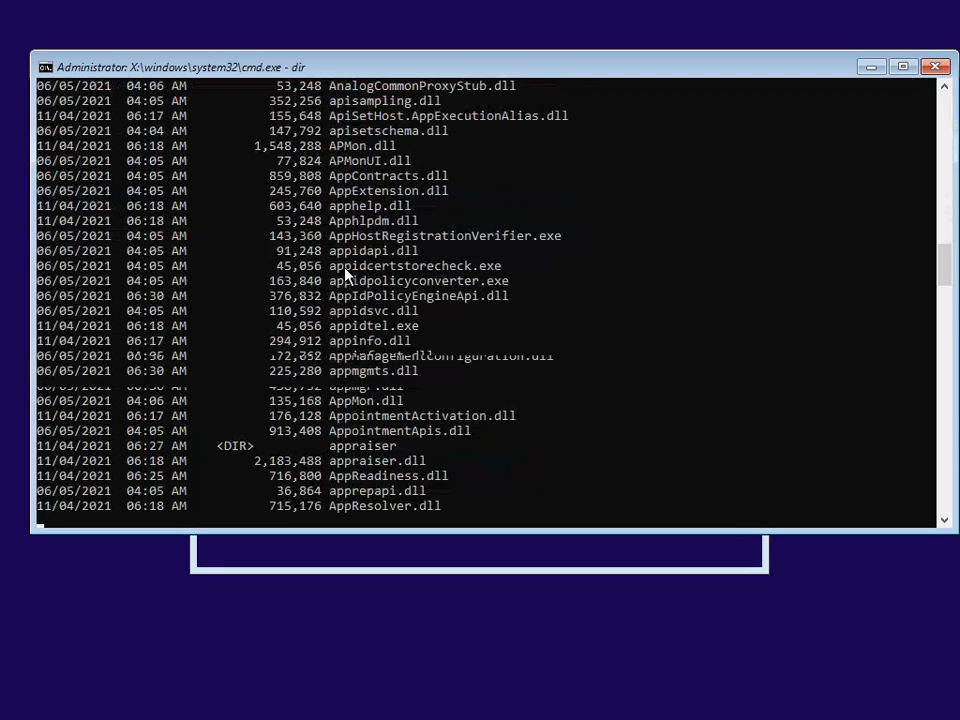 Administrator: X:\windows\system32\cmd.exe - dir
06/05/2021 04:06 AM 53,248 AnalogCommonProxyStub.dll
06/05/2021 04:05 AM 352,256 apisampling.dll
11/04/2021 06:17 AM 155,648 ApiSetHost.AppExecutionAlias.dll
06/05/2021 04:04 AM 147,792 apisetschema.dll
11/04/2021 06:18 AM 1,548,288 APMon.dll
06/05/2021 04:05 AM 77,824 APMonUI.dll
06/05/2021 04:05 AM 859,808 AppContracts.dll
06/05/2021 04:05 AM 245,760 AppExtension.dll
11/04/2021 06:18 AM 603,640 apphelp.dll
11/04/2021 06:18 AM 53,248 Apphlpdm.dll
06/05/2021 04:05 AM 143,360 AppHostRegistrationVerifier.exe
06/05/2021 04:05 AM 91,248 appidapi.dll
06/05/2021 04:05 AM 45,056 appidcertstorecheck.exe
06/05/2021 04:05 AM 163,840 appidpolicyconverter.exe
06/05/2021 06:30 AM 376,832 AppIdPolicyEngineApi.dll
06/05/2021 04:05 AM 110,592 appidsvc.dll
11/04/2021 06:18 AM 45,056 appidtel.exe
11/04/2021 06:17 AM 294,912 appinfo.dll
06/05/2021 AM
06/05/2021 06:30 AM 225,280 appmgmts.dll
06/05/2021 AM appmgr.dll
06/05/2021 04:06 AM 135,168 AppMon.dll
11/04/2021 06:17 AM 176,128 AppointmentActivation.dll
06/05/2021 04:05 AM 913,408 AppointmentApis.dll
11/04/2021 06:27 AM <DIR> appraiser
11/04/2021 06:18 AM 2,183,488 appraiser.dll
11/04/2021 06:25 AM 716,800 AppReadiness.dll
06/05/2021 04:05 AM 36,864 apprepapi.dll
11/04/2021 06:18 AM 715,176 AppResolver.dll